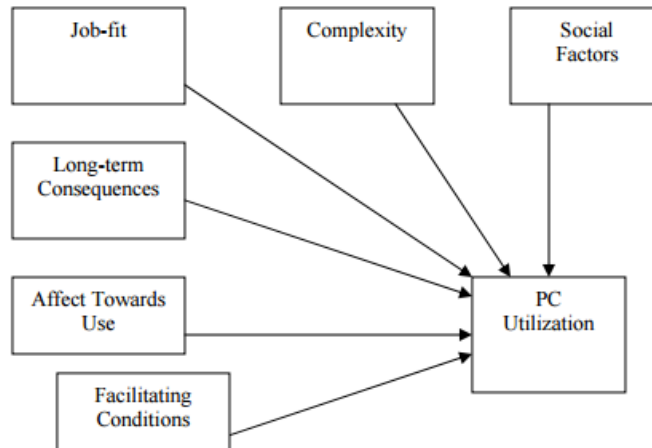 Job-fit
Complexity
Social
Factors
Long-term
Consequences
Affect Towards
Use
PC
Utilization
Facilitating
Conditions